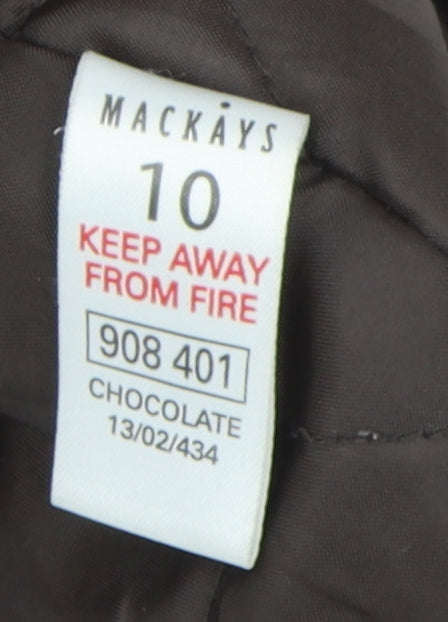 MACKAYS
10
KEEP AWAY
FROM FIRE
908 401
CHOCOLATE
13/02/434